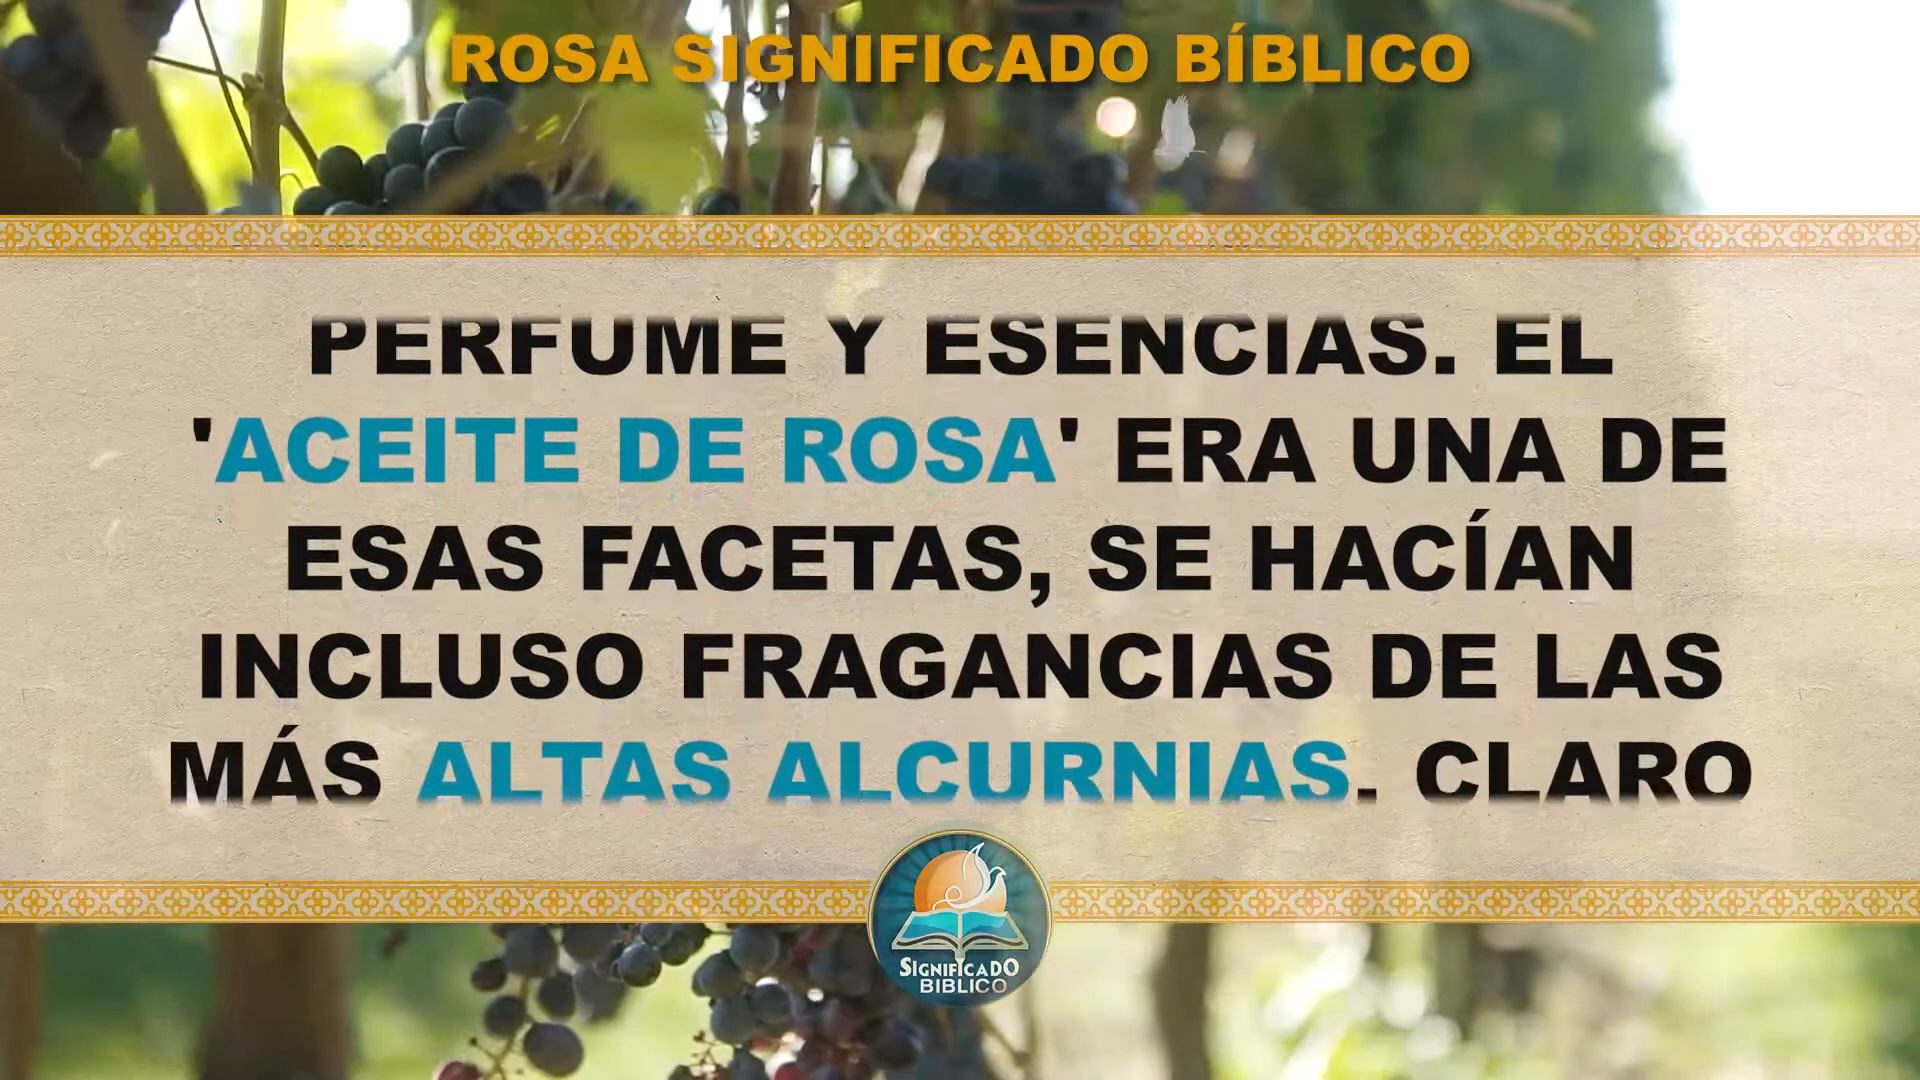 ROSA SIGNIFICADO BÍBLICO
PERFUME Y ESENCIAS. EL
'ACEITE DE ROSA' ERA UNA DE
ESAS FACETAS, SE HACÍAN
INCLUSO FRAGANCIAS DE LAS
MÁS ALTAS ALCURNIAS. CLARO
SIGNIFICADO
BIBLICO